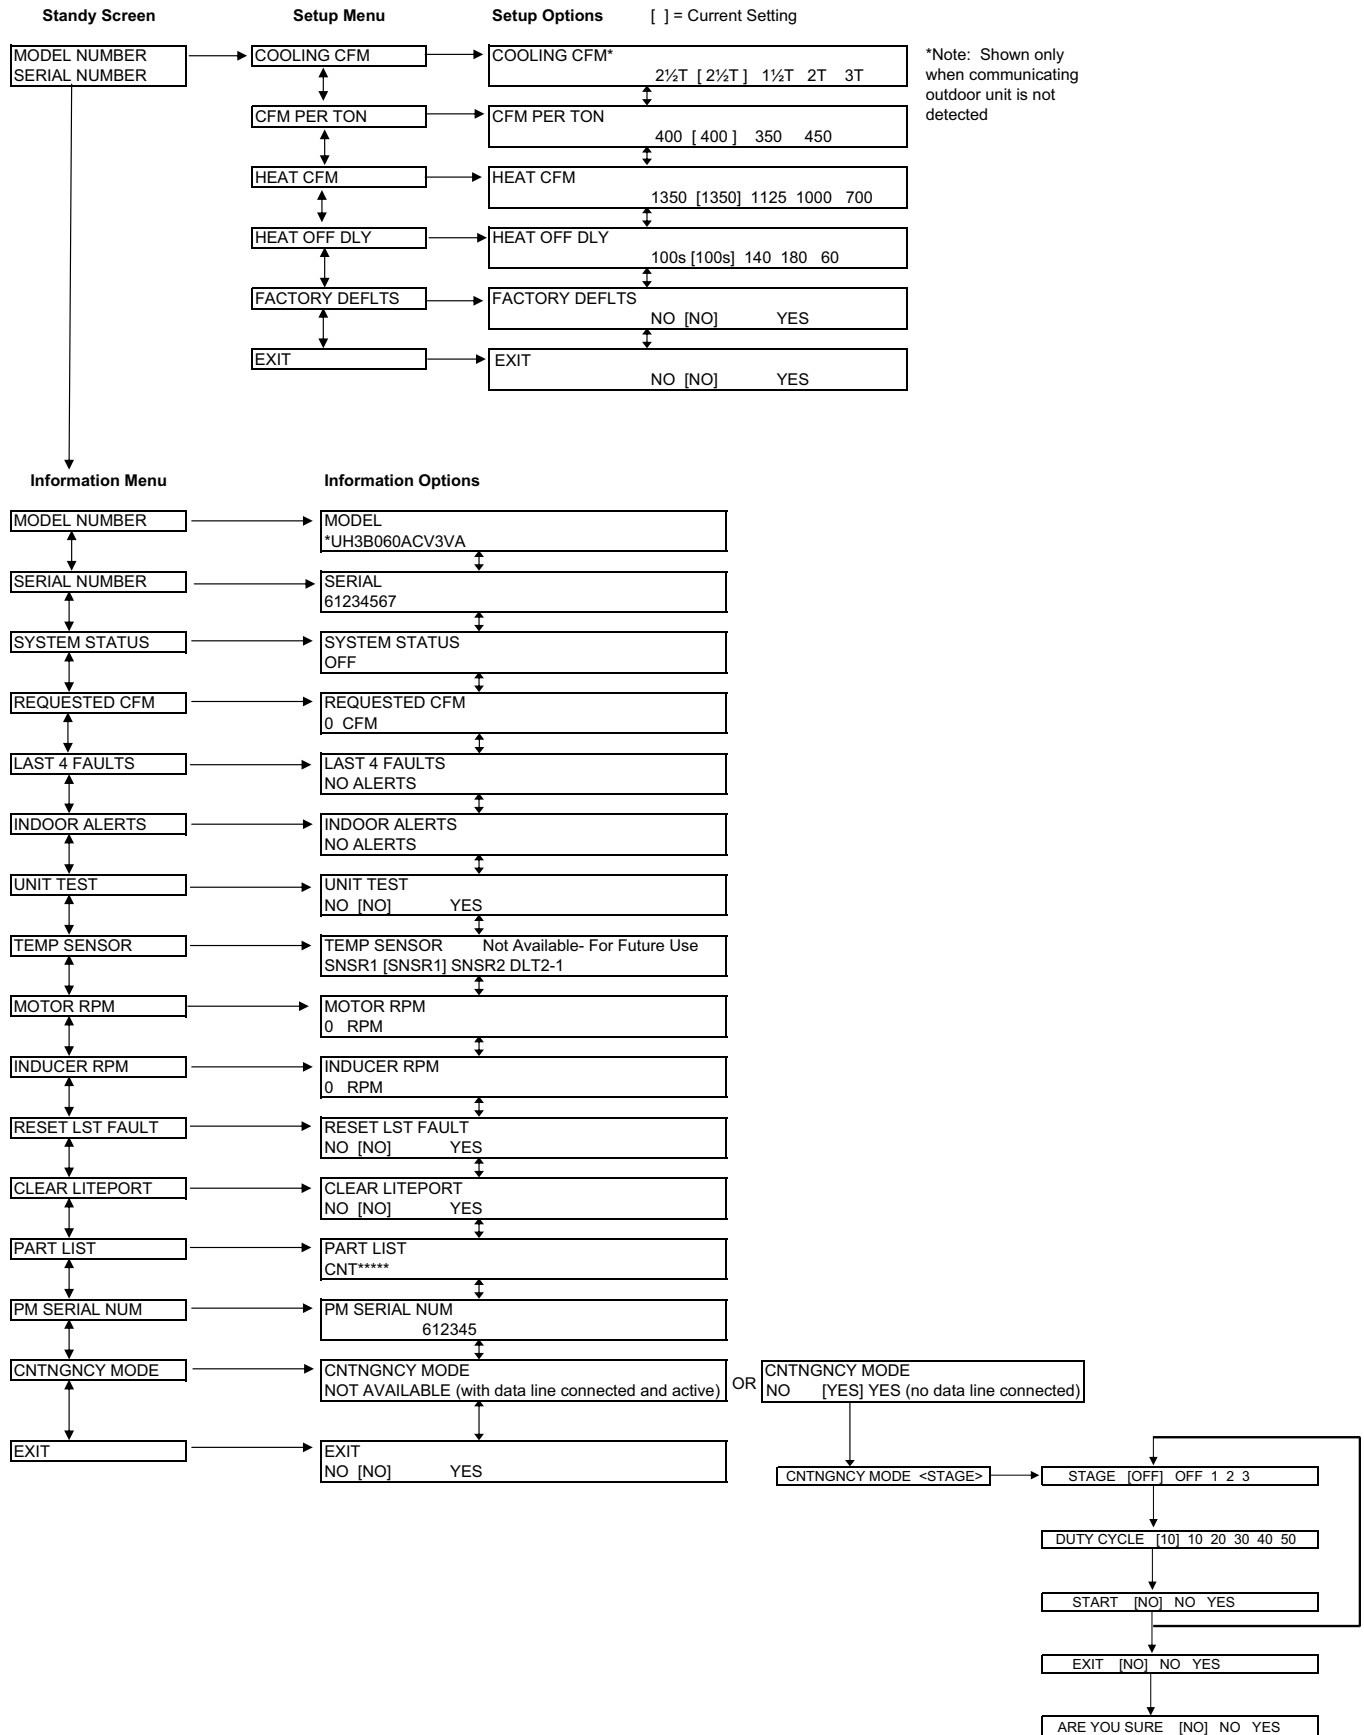 Standy Screen Setup Menu Setup Options [ ] = Current Setting
MODEL NUMBER
SERIAL NUMBER
COOLING CFM
COOLING CFM*
2½T [ 2½T ] 1½T 2T 3T
*Note: Shown only
when communicating
outdoor unit is not
detected
CFM PER TON
CFM PER TON
400 [ 400 ] 350 450
HEAT CFM
HEAT CFM
1350 [1350] 1125 1000 700
HEAT OFF DLY
HEAT OFF DLY
100s [100s] 140 180 60
FACTORY DEFLTS
FACTORY DEFLTS
NO [NO] YES
EXIT
EXIT
NO [NO] YES
Information Menu Information Options
MODEL NUMBER
MODEL
*UH3B060ACV3VA
SERIAL NUMBER
SERIAL
61234567
SYSTEM STATUS
SYSTEM STATUS
OFF
REQUESTED CFM
REQUESTED CFM
0 CFM
LAST 4 FAULTS
LAST 4 FAULTS
NO ALERTS
INDOOR ALERTS
INDOOR ALERTS
NO ALERTS
UNIT TEST
UNIT TEST
NO [NO] YES
TEMP SENSOR
TEMP SENSOR Not Available- For Future Use
SNSR1 [SNSR1] SNSR2 DLT2-1
MOTOR RPM
MOTOR RPM
0 RPM
INDUCER RPM
INDUCER RPM
0 RPM
RESET LST FAULT
RESET LST FAULT
NO [NO] YES
CLEAR LITEPORT
CLEAR LITEPORT
NO [NO] YES
PART LIST
PART LIST
CNT*****
PM SERIAL NUM
PM SERIAL NUM
612345
CNTNGNCY MODE
CNTNGNCY MODE
NOT AVAILABLE (with data line connected and active)
OR
CNTNGNCY MODE
NO [YES] YES (no data line connected)
EXIT
EXIT
NO [NO] YES
CNTNGNCY MODE <STAGE>
STAGE [OFF] OFF 1 2 3
DUTY CYCLE [10] 10 20 30 40 50
START [NO] NO YES
EXIT [NO] NO YES
ARE YOU SURE [NO] NO YES